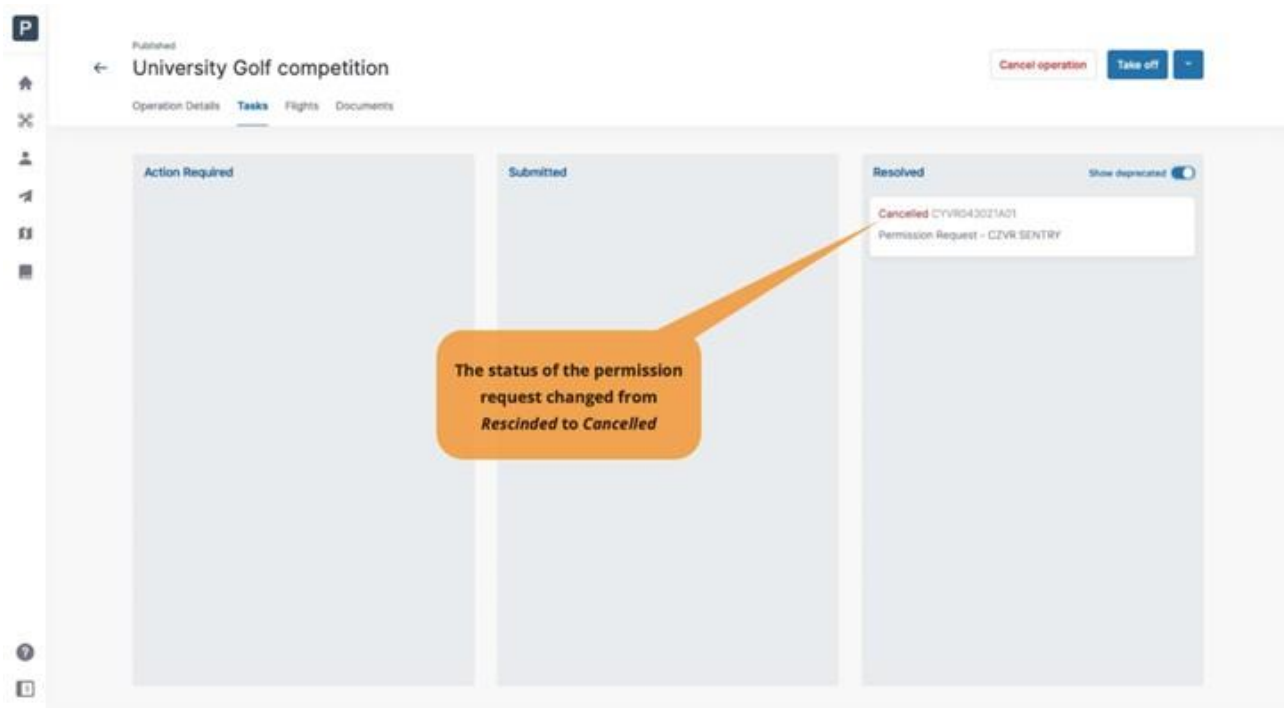 P
Published
University Golf competition
Cancel operation
Take off
Operation Details Tasks Flights Documents
Action Required
Submitted
Resolved
Show deprecated
Cancelled CYVR043021A01
Permission Request - CZVR SENTRY
The status of the permission
request changed from
Rescinded to Cancelled